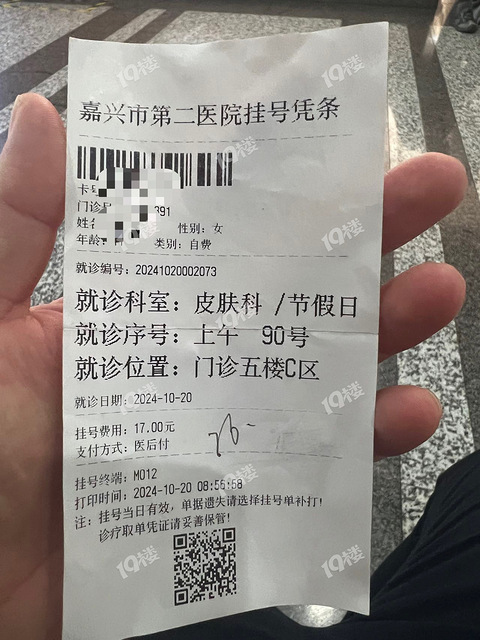 嘉兴市第二医院挂号凭条
卡号
门诊 391
姓名 性别: 女
年龄: 类别: 自费
就诊编号: 20241020002073
就诊科室: 皮肤科 /节假日
就诊序号: 上午 90号
就诊位置: 门诊五楼C区
就诊日期: 2024-10-20
挂号费用: 17.00元
支付方式: 医后付
挂号终端: M012
打印时间: 2024-10-20 08:56:58
注: 挂号当日有效, 单据遗失请选择挂号单补打!
诊疗取单凭证请妥善保管!
19楼